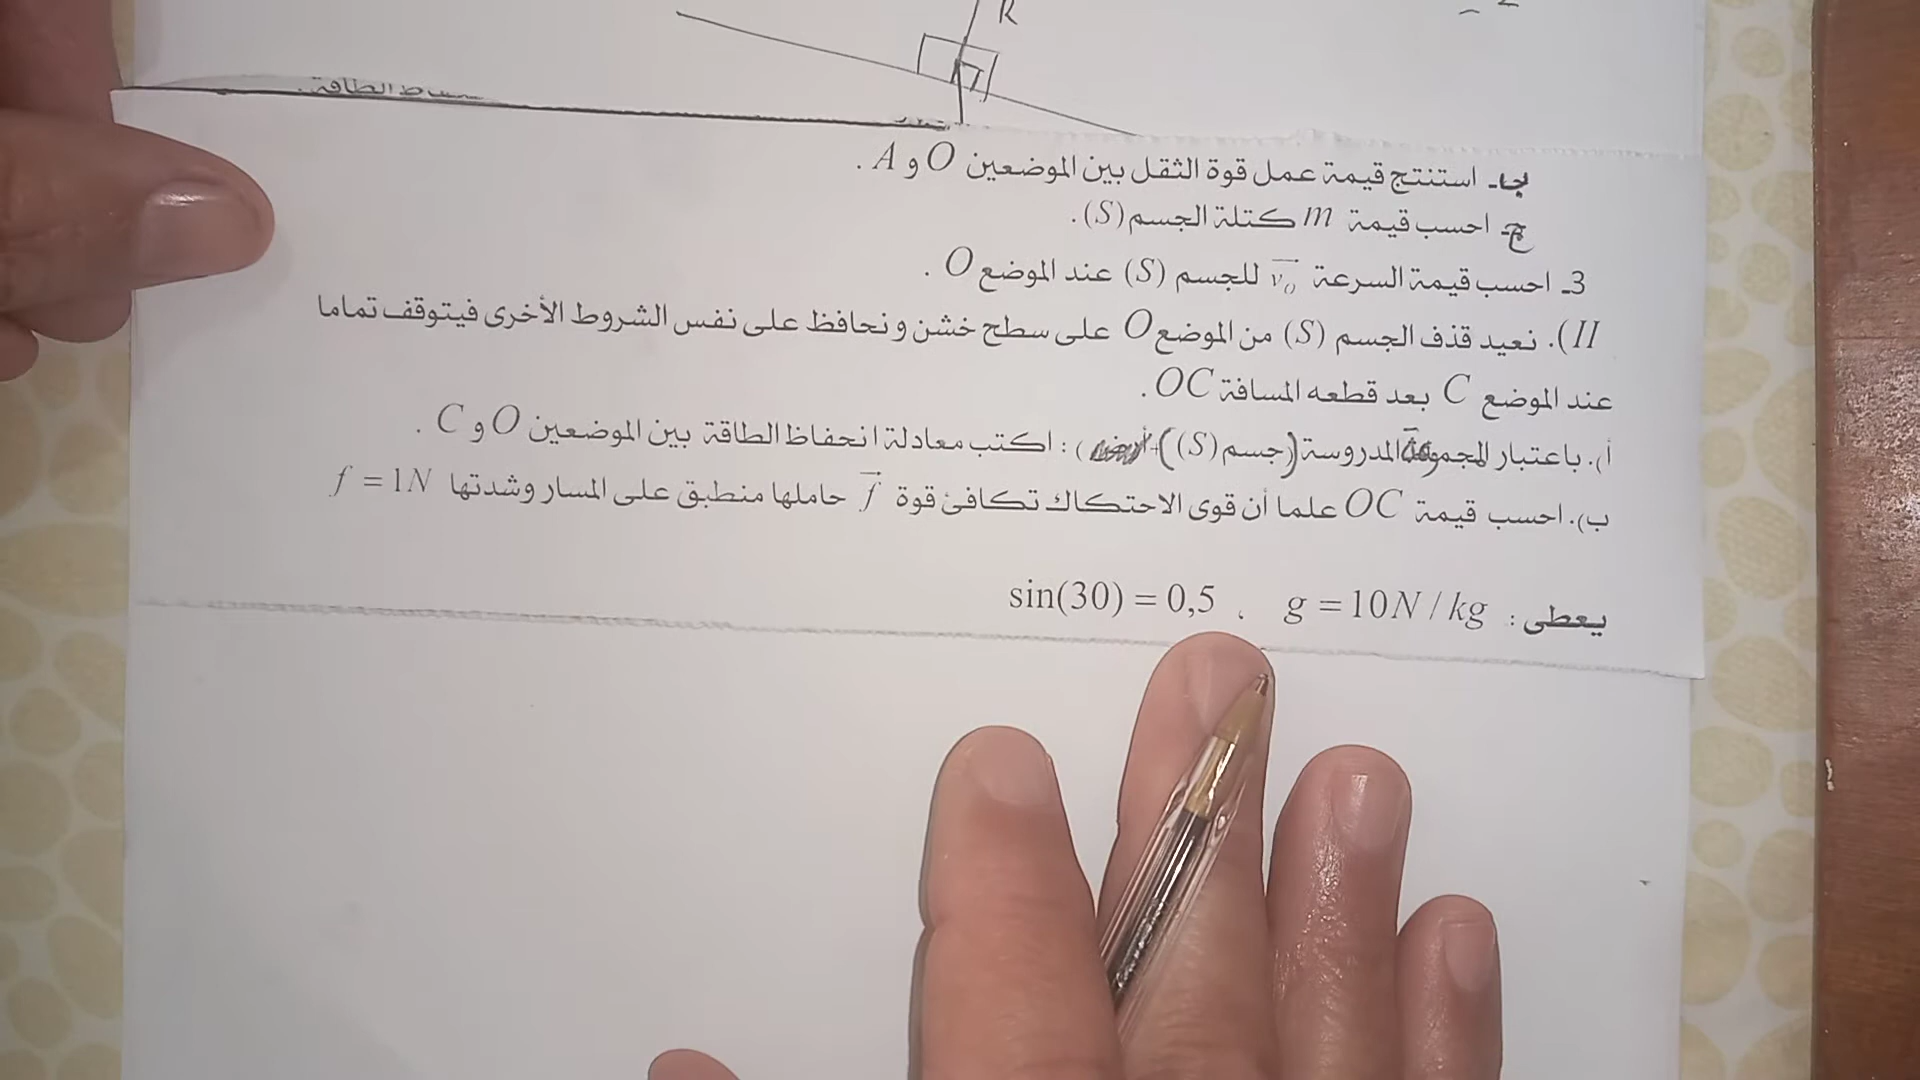 R
جـ استنتج قيمة عمل قوة الثقل بين الموضعين O و A .
ج احسب قيمة m كتلة الجسم (S).
3ـ احسب قيمة السرعة v₀ للجسم (S) عند الموضع O .
II). نعيد قذف الجسم (S) من الموضع O على سطح خشن و نحافظ على نفس الشروط الأخرى فيتوقف تماما
عند الموضع C بعد قطعه المسافة OC.
أ). باعتبار المجموعة المدروسة (جسم (S)) : اكتب معادلة انحفاظ الطاقة بين الموضعين O و C .
ب). احسب قيمة OC علما أن قوى الاحتكاك تكافئ قوة f حاملها منطبق على المسار وشدتها f = 1N
يعطى : g = 10N / kg ، sin(30) = 0,5